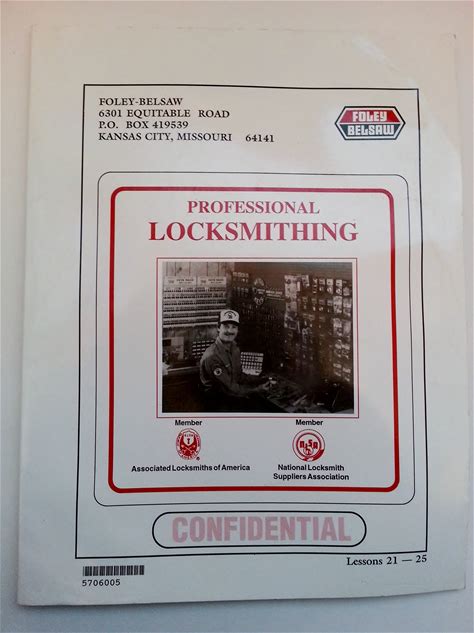 FOLEY-BELSAW
6301 EQUITABLE ROAD
P.O. BOX 419539
KANSAS CITY, MISSOURI 64141
FOLEY
BELSAW
PROFESSIONAL
LOCKSMITHING
Member
Associated Locksmiths of America
Member
NLSA
National Locksmith
Suppliers Association
CONFIDENTIAL
Lessons 21 — 25
5706005